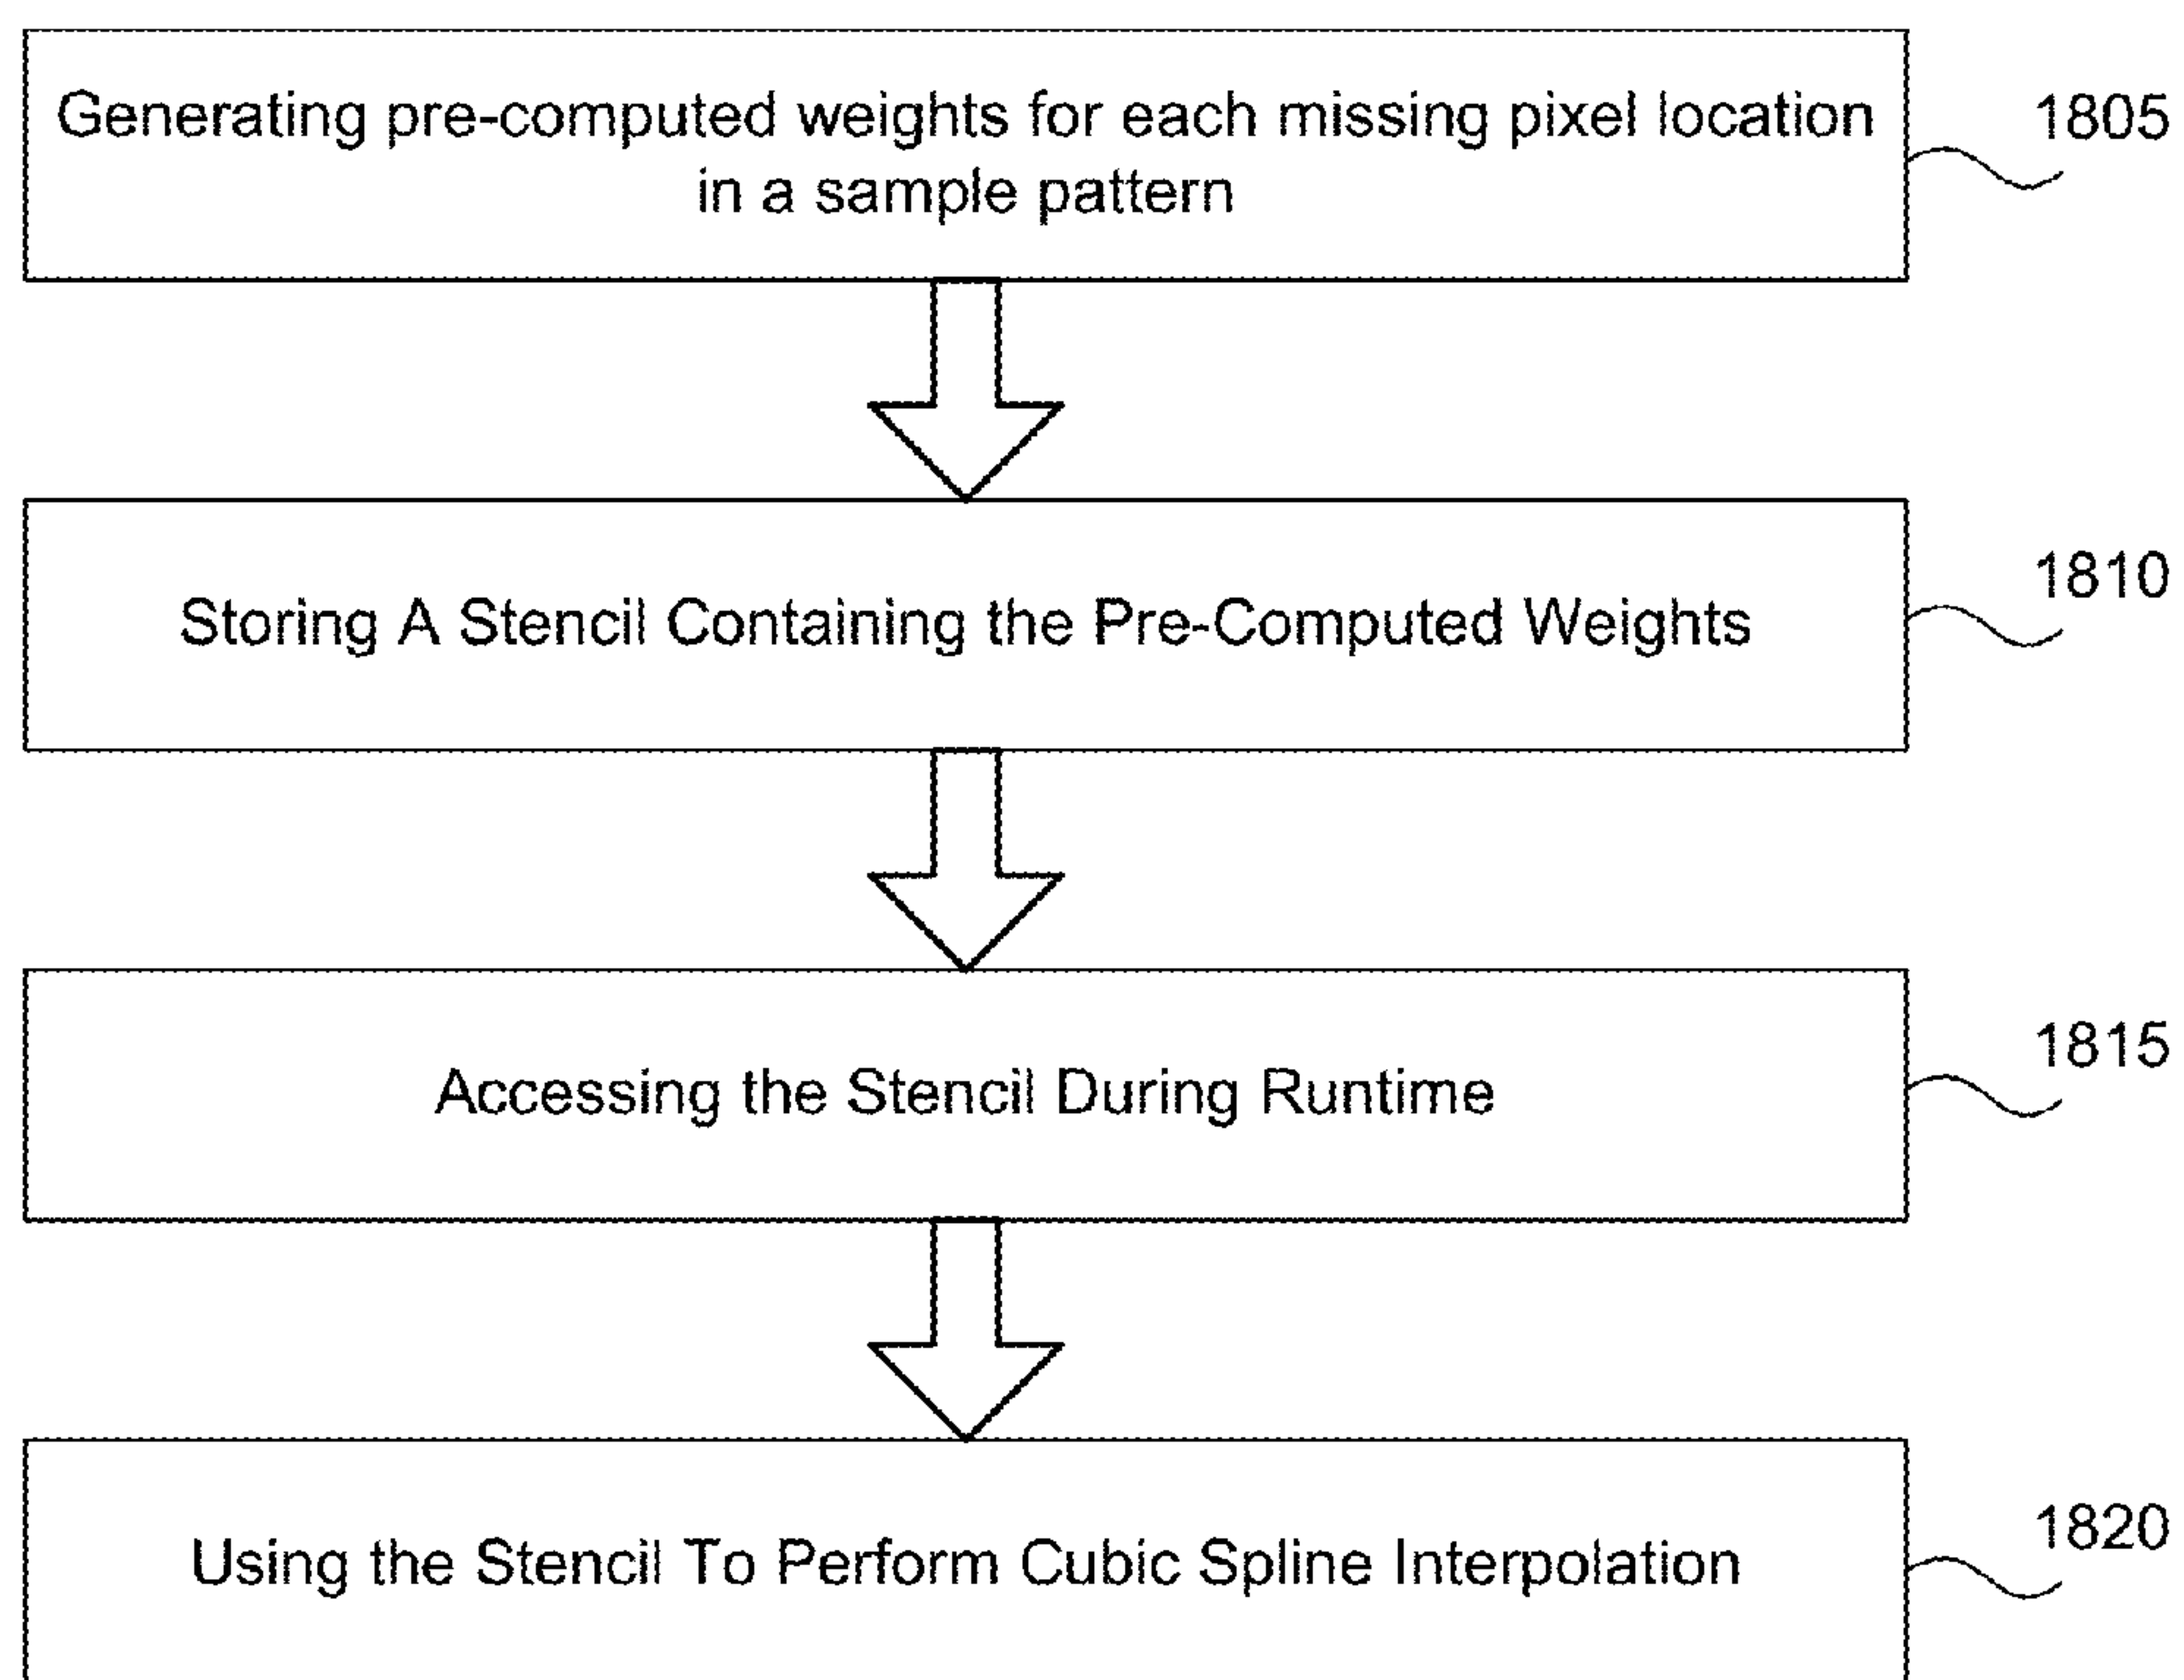 Generating pre-computed weights for each missing pixel location
in a sample pattern
1805
Storing A Stencil Containing the Pre-Computed Weights
1810
Accessing the Stencil During Runtime
1815
Using the Stencil To Perform Cubic Spline Interpolation
1820